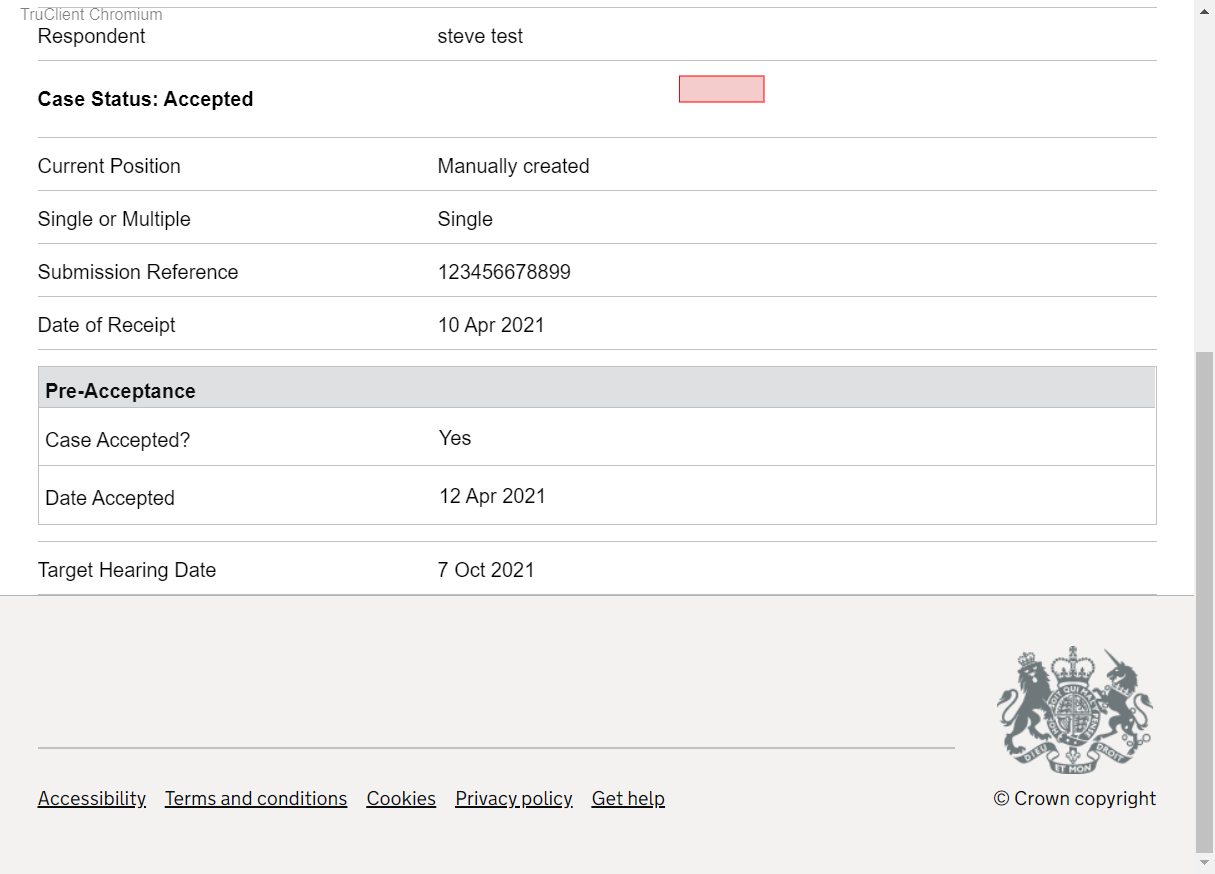 TruClient Chromium
Respondent steve test
Case Status: Accepted
Current Position Manually created
Single or Multiple Single
Submission Reference 123456678899
Date of Receipt 10 Apr 2021
Pre-Acceptance
Case Accepted? Yes
Date Accepted 12 Apr 2021
Target Hearing Date 7 Oct 2021
DIEU ET MON DROIT
Accessibility Terms and conditions Cookies Privacy policy Get help © Crown copyright